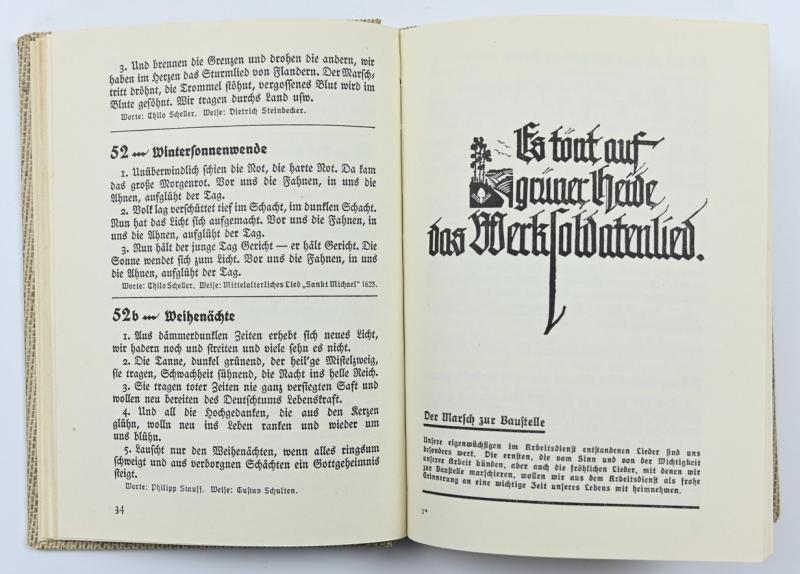 3. Und brennen die Grenzen und drohen die andern, wir
haben im Herzen das Sturmlied von Flandern. Der Marsch-
tritt dröhnt, die Trommel stöhnt, vergossenes Blut wird im
Blute gesöhnt. Wir tragen durchs Land usw.
Worte: Thilo Scheller. Weise: Dietrich Steinbecker.
52 Wintersonnenwende
1. Unüberwindlich schien die Not, die harte Not. Da kam
das große Morgenrot. Vor uns die Fahnen, in uns die
Ahnen, aufglüht der Tag.
2. Volk lag verschüttet tief im Schacht, im dunklen Schacht.
Nun hat das Licht sich aufgemacht. Vor uns die Fahnen, in
uns die Ahnen, aufglüht der Tag.
3. Nun hält der junge Tag Gericht — er hält Gericht. Die
Sonne wendet sich zum Licht. Vor uns die Fahnen, in uns
die Ahnen, aufglüht der Tag.
Worte: Thilo Scheller. Weise: Mittelalterliches Lied „Sankt Michael" 1623.
52b Weihenächte
1. Aus dämmerdunklen Zeiten erhebt sich neues Licht,
wir hadern noch und streiten und viele sehn es nicht.
2. Die Tanne, dunkel grünend, der heil'ge Mistelzweig,
sie tragen, Schwachheit sühnend, die Nacht ins helle Reich.
3. Sie tragen toter Zeiten nie ganz versiegten Saft und
wollen neu bereiten des Deutschtums Lebenskraft.
4. Und all die Hochgedanken, die aus den Kerzen
glühn, wolln neu ins Leben ranken und wieder um
uns blühn.
5. Lauscht nur den Weihenächten, wenn alles ringsum
schweigt und aus verborgnen Schächten ein Gottgeheimnis
steigt.
Worte: Philipp Stauff. Weise: Gustav Schulten.
34
Es tönt auf
grüner Heide
das Werksoldatenlied.
Der Marsch zur Baustelle
Unsere eigenwüchsigen im Arbeitsdienst entstandenen Lieder sind uns
besonders wert. Die ernsten, die vom Sinn und von der Wichtigkeit
unserer Arbeit künden, aber auch die fröhlichen Lieder, mit denen wir
zur Baustelle marschieren, wollen wir aus dem Arbeitsdienst als frohe
Erinnerung an eine wichtige Zeit unseres Lebens mit heimnehmen.
3*